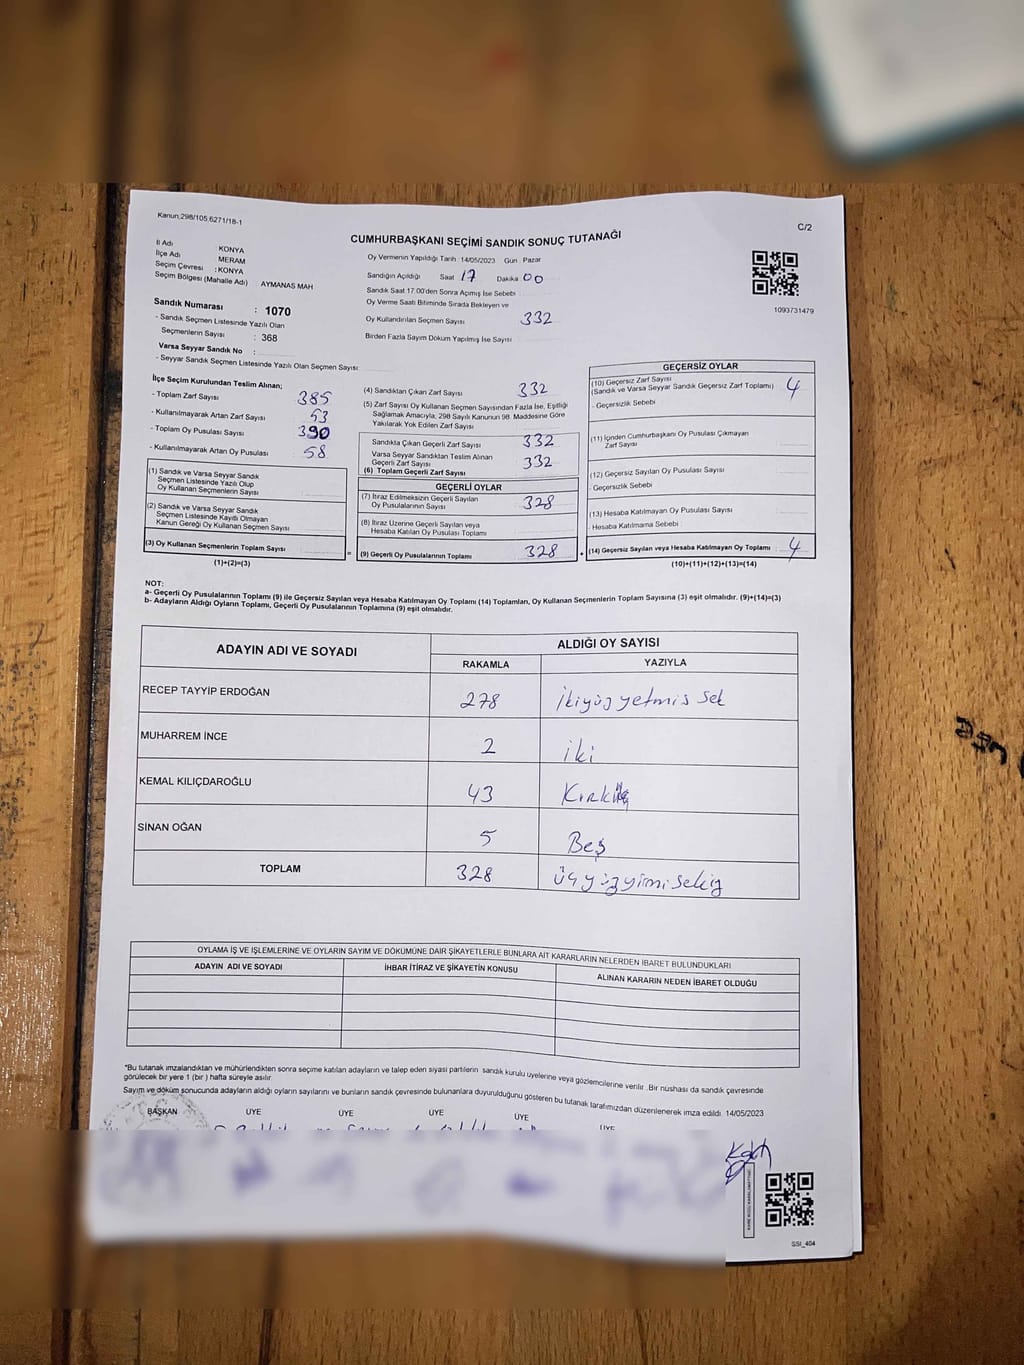 Kanun:298/105.6271/18-1
C/2
CUMHURBAŞKANI SEÇİMİ SANDIK SONUÇ TUTANAĞI
İl Adı KONYA
İlçe Adı MERAM
Seçim Çevresi : KONYA
Seçim Bölgesi (Mahalle Adı) AYMANAS MAH
Sandık Numarası : 1070
- Sandık Seçmen Listesinde Yazılı Olan
Seçmenlerin Sayısı : 368
Varsa Seyyar Sandık No :
- Seyyar Sandık Seçmen Listesinde Yazılı Olan Seçmen Sayısı
Oy Vermenin Yapıldığı Tarih : 14/05/2023 Gün Pazar
Sandığın Açıldığı Saat 17 Dakika 00
Sandık Saat 17.00'den Sonra Açımış İse Sebebi
Oy Verme Saati Bitiminde Sırada Bekleyen ve
Oy Kullandırılan Seçmen Sayısı 332
Birden Fazla Sayım Döküm Yapılmış İse Sayısı
1093731479
İlçe Seçim Kurulundan Teslim Alınan;
- Toplam Zarf Sayısı 385
- Kullanılmayarak Artan Zarf Sayısı 53
- Toplam Oy Pusulası Sayısı 390
- Kullanılmayarak Artan Oy Pusulası 58
(1) Sandık ve Varsa Seyyar Sandık
Seçmen Listesinde Yazılı Olup
Oy Kullanan Seçmenlerin Sayısı
(2) Sandık ve Varsa Seyyar Sandık
Seçmen Listesinde Kayıtlı Olmayan
Kanun Gereği Oy Kullanan Seçmen Sayısı
(3) Oy Kullanan Seçmenlerin Toplam Sayısı
(1)+(2)=(3)
(4) Sandıktan Çıkan Zarf Sayısı 332
(5) Zarf Sayısı Oy Kullanan Seçmen Sayısından Fazla İse, Eşitliği
Sağlamak Amacıyla, 298 Sayılı Kanunun 98. Maddesine Göre
Yakılarak Yok Edilen Zarf Sayısı
Sandıkta Çıkan Geçerli Zarf Sayısı 332
Varsa Seyyar Sandıktan Teslim Alınan
Geçerli Zarf Sayısı 332
(6) Toplam Geçerli Zarf Sayısı
GEÇERLİ OYLAR
(7) İtiraz Edilmeksizin Geçerli Sayılan
Oy Pusulalarının Sayısı 328
(8) İtiraz Üzerine Geçerli Sayılan veya
Hesaba Katılan Oy Pusulası Toplamı
(9) Geçerli Oy Pusulalarının Toplamı 328
GEÇERSİZ OYLAR
(10) Geçersiz Zarf Sayısı
(Sandık ve Varsa Seyyar Sandık Geçersiz Zarf Toplamı) 4
- Geçersizlik Sebebi
(11) İçinden Cumhurbaşkanı Oy Pusulası Çıkmayan
Zarf Sayısı
(12) Geçersiz Sayılan Oy Pusulası Sayısı
- Geçersizlik Sebebi
(13) Hesaba Katılmayan Oy Pusulası Sayısı
- Hesaba Katılmama Sebebi
(14) Geçersiz Sayılan veya Hesaba Katılmayan Oy Toplamı 4
(10)+(11)+(12)+(13)=(14)
NOT:
a- Geçerli Oy Pusulalarının Toplamı (9) ile Geçersiz Sayılan veya Hesaba Katılmayan Oy Toplamı (14) Toplamları, Oy Kullanan Seçmenlerin Toplam Sayısına (3) eşit olmalıdır. (9)+(14)=(3)
b- Adayların Aldığı Oyların Toplamı, Geçerli Oy Pusulalarının Toplamına (9) eşit olmalıdır.
ADAYIN ADI VE SOYADI ALDIĞI OY SAYISI
RAKAMLA YAZIYLA
RECEP TAYYİP ERDOĞAN 278 ikiyüz yetmis sek
MUHARREM İNCE 2 iki
KEMAL KILIÇDAROĞLU 43 Kırküç
SİNAN OĞAN 5 Beş
TOPLAM 328 üçyüzyirmisekiz
OYLAMA İŞ VE İŞLEMLERİNE VE OYLARIN SAYIM VE DÖKÜMÜNE DAİR ŞİKAYETLERLE BUNLARA AİT KARARLARIN NELERDEN İBARET BULUNDUKLARI
ADAYIN ADI VE SOYADI İHBAR İTİRAZ VE ŞİKAYETİN KONUSU ALINAN KARARIN NEDEN İBARET OLDUĞU
*Bu tutanak imzalandıktan ve mühürlendikten sonra seçime katılan adayların ve talep eden siyasi partilerin sandık kurulu üyelerine veya gözlemcilerine verilir .Bir nüshası da sandık çevresinde
görülecek bir yere 1 (bir ) hafta süreyle asılır.
Sayım ve döküm sonucunda adayların aldığı oyların sayılarını ve bunların sandık çevresinde bulunanlara duyurulduğunu gösteren bu tutanak tarafımızdan düzenlenerek imza edildi. 14/05/2023
BAŞKAN ÜYE ÜYE ÜYE ÜYE ÜYE
SSI_404